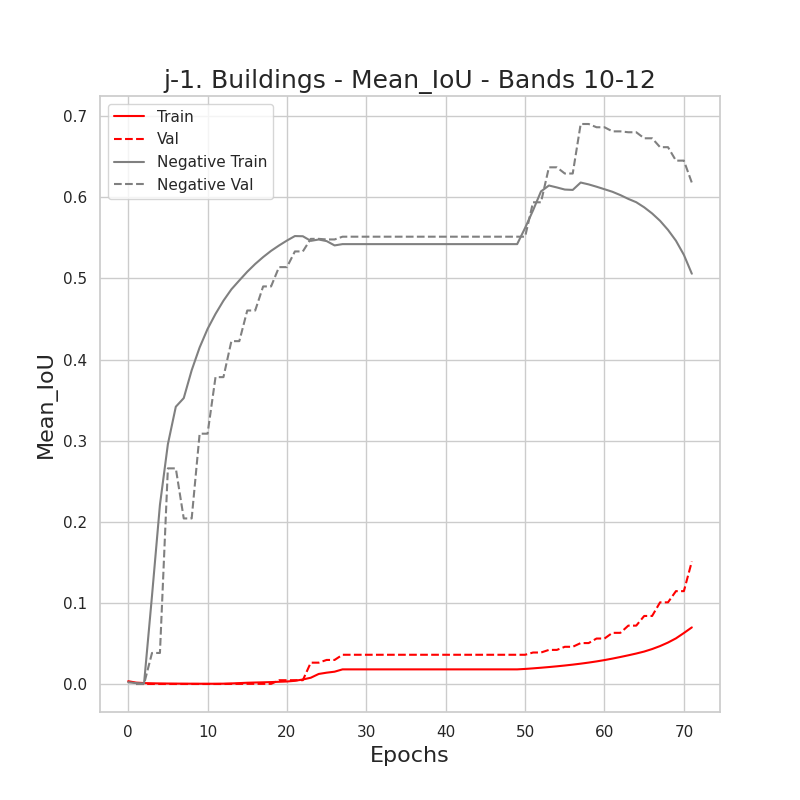 j-1. Buildings - Mean_IoU - Bands 10-12
Train
Val
Negative Train
Negative Val
Mean_IoU
0.7
0.6
0.5
0.4
0.3
0.2
0.1
0.0
0 10 20 30 40 50 60 70
Epochs